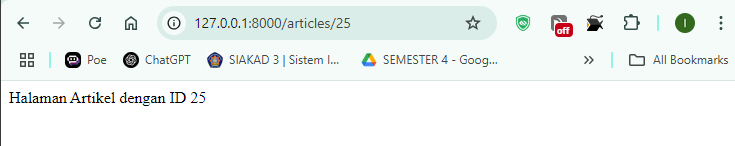 127.0.0.1:8000/articles/25
off
I
Poe
ChatGPT
SIAKAD 3 | Sistem I...
SEMESTER 4 - Goog...
All Bookmarks
Halaman Artikel dengan ID 25